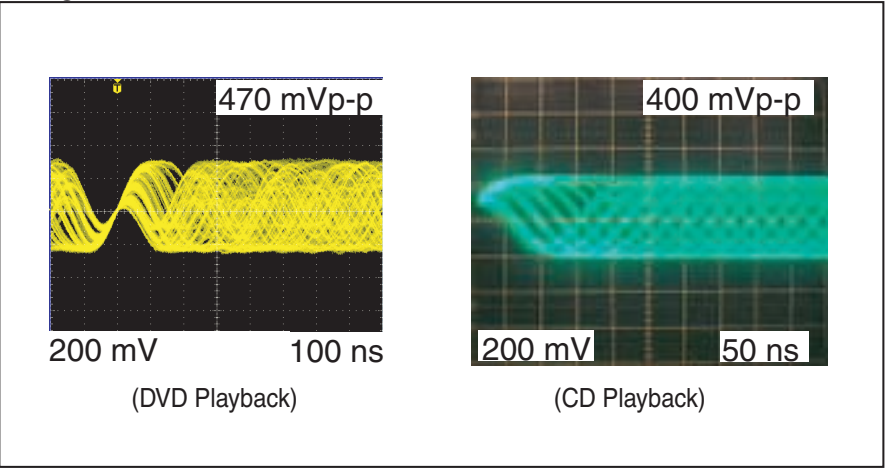 470 mVp-p
200 mV 100 ns
(DVD Playback)
400 mVp-p
200 mV 50 ns
(CD Playback)